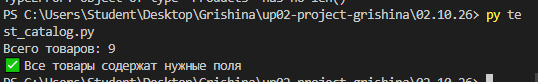 PS C:\Users\Student\Desktop\Grishina\up02-project-grishina\02.10.26> py te
st_catalog.py
Всего товаров: 9
✅ Все товары содержат нужные поля